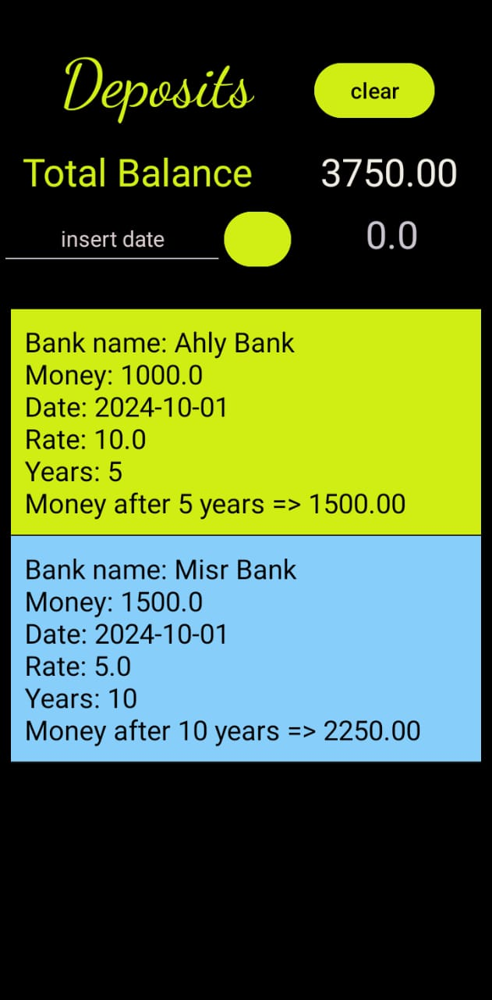 Deposits
clear
Total Balance
3750.00
insert date
0.0
Bank name: Ahly Bank
Money: 1000.0
Date: 2024-10-01
Rate: 10.0
Years: 5
Money after 5 years => 1500.00
Bank name: Misr Bank
Money: 1500.0
Date: 2024-10-01
Rate: 5.0
Years: 10
Money after 10 years => 2250.00